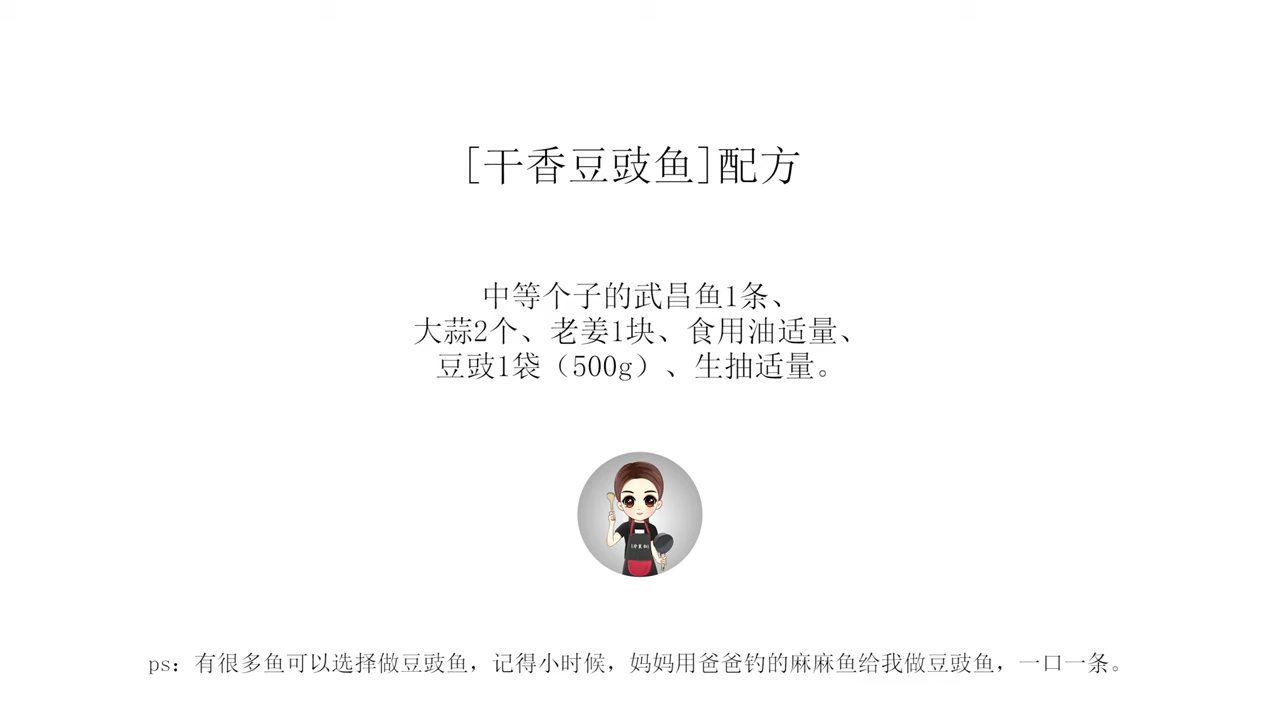 [干香豆豉鱼]配方
中等个子的武昌鱼1条、
大蒜2个、老姜1块、食用油适量、
豆豉1袋（500g）、生抽适量。
ps：有很多鱼可以选择做豆豉鱼，记得小时候，妈妈用爸爸钓的麻麻鱼给我做豆豉鱼，一口一条。